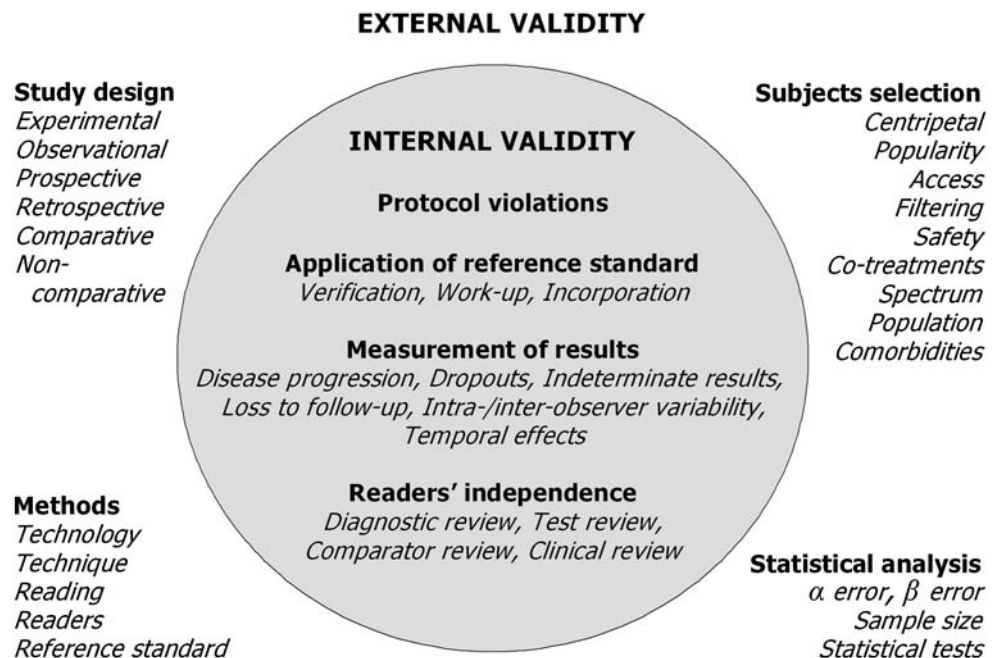 EXTERNAL VALIDITY
Study design
Experimental
Observational
Prospective
Retrospective
Comparative
Non-
comparative
Subjects selection
Centripetal
Popularity
Access
Filtering
Safety
Co-treatments
Spectrum
Population
Comorbidities
INTERNAL VALIDITY
Protocol violations
Application of reference standard
Verification, Work-up, Incorporation
Measurement of results
Disease progression, Dropouts, Indeterminate results,
Loss to follow-up, Intra-/inter-observer variability,
Temporal effects
Readers’ independence
Diagnostic review, Test review,
Comparator review, Clinical review
Methods
Technology
Technique
Reading
Readers
Reference standard
Statistical analysis
α error, β error
Sample size
Statistical tests